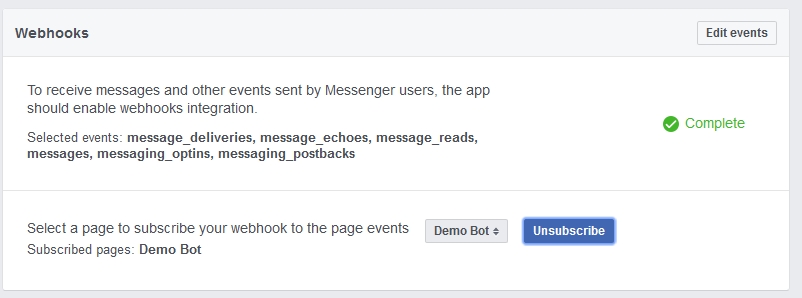 Webhooks
Edit events
To receive messages and other events sent by Messenger users, the app
should enable webhooks integration.
Complete
Selected events: message_deliveries, message_echoes, message_reads,
messages, messaging_optins, messaging_postbacks
Select a page to subscribe your webhook to the page events
Demo Bot
Unsubscribe
Subscribed pages: Demo Bot